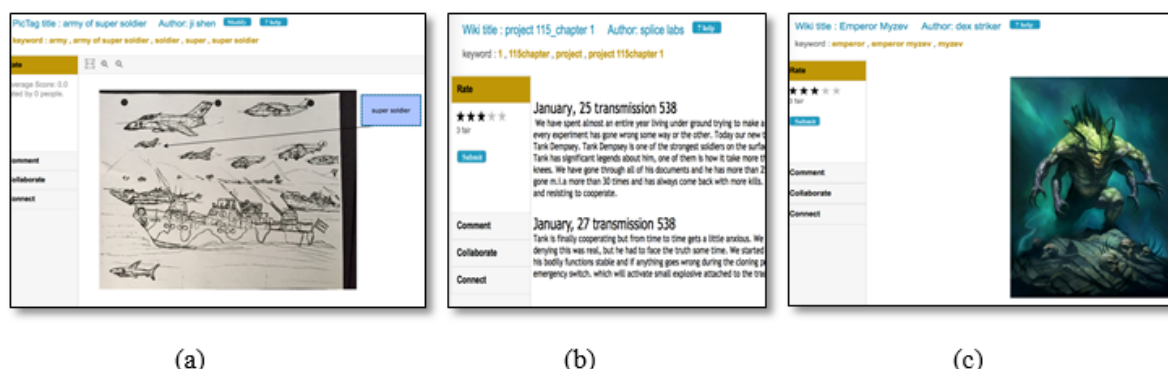 PicTag title : army of super soldier Author: ji shen Modify ? help
keyword : army , army of super soldier , soldier , super , super soldier
ate
verage Score: 0.0
ted by 0 people.
super soldier
omment
ollaborate
onnect
(a)
Wiki title : project 115_chapter 1 Author: splice labs ? help
keyword : 1 , 115chapter , project , project 115chapter 1
Rate
3 fair
Submit
Comment
Collaborate
Connect
January, 25 transmission 538
We have spent almost an entire year living under ground trying to make a
every experiment has gone wrong some way or the other. Today our new t
Tank Dempsey. Tank Dempsey is one of the strongest soldiers on the surfa
Tank has significant legends about him, one of them is how it take more th
knees. We have gone through all of his documents and he has more than 2
gone m.i.a more than 30 times and has always come back with more kills.
and resisting to cooperate.
January, 27 transmission 538
Tank is finally cooperating but from time to time gets a little anxious. We
denying this was real, but he had to face the truth some time. We started
his bodily functions stable and if anything goes wrong during the cloning p
emergency switch. which will activate small explosive attached to the tra
(b)
Wiki title : Emperor Myzev Author: dex striker ? help
keyword : emperor , emperor myzev , myzev
Rate
3 fair
Submit
Comment
Collaborate
Connect
(c)